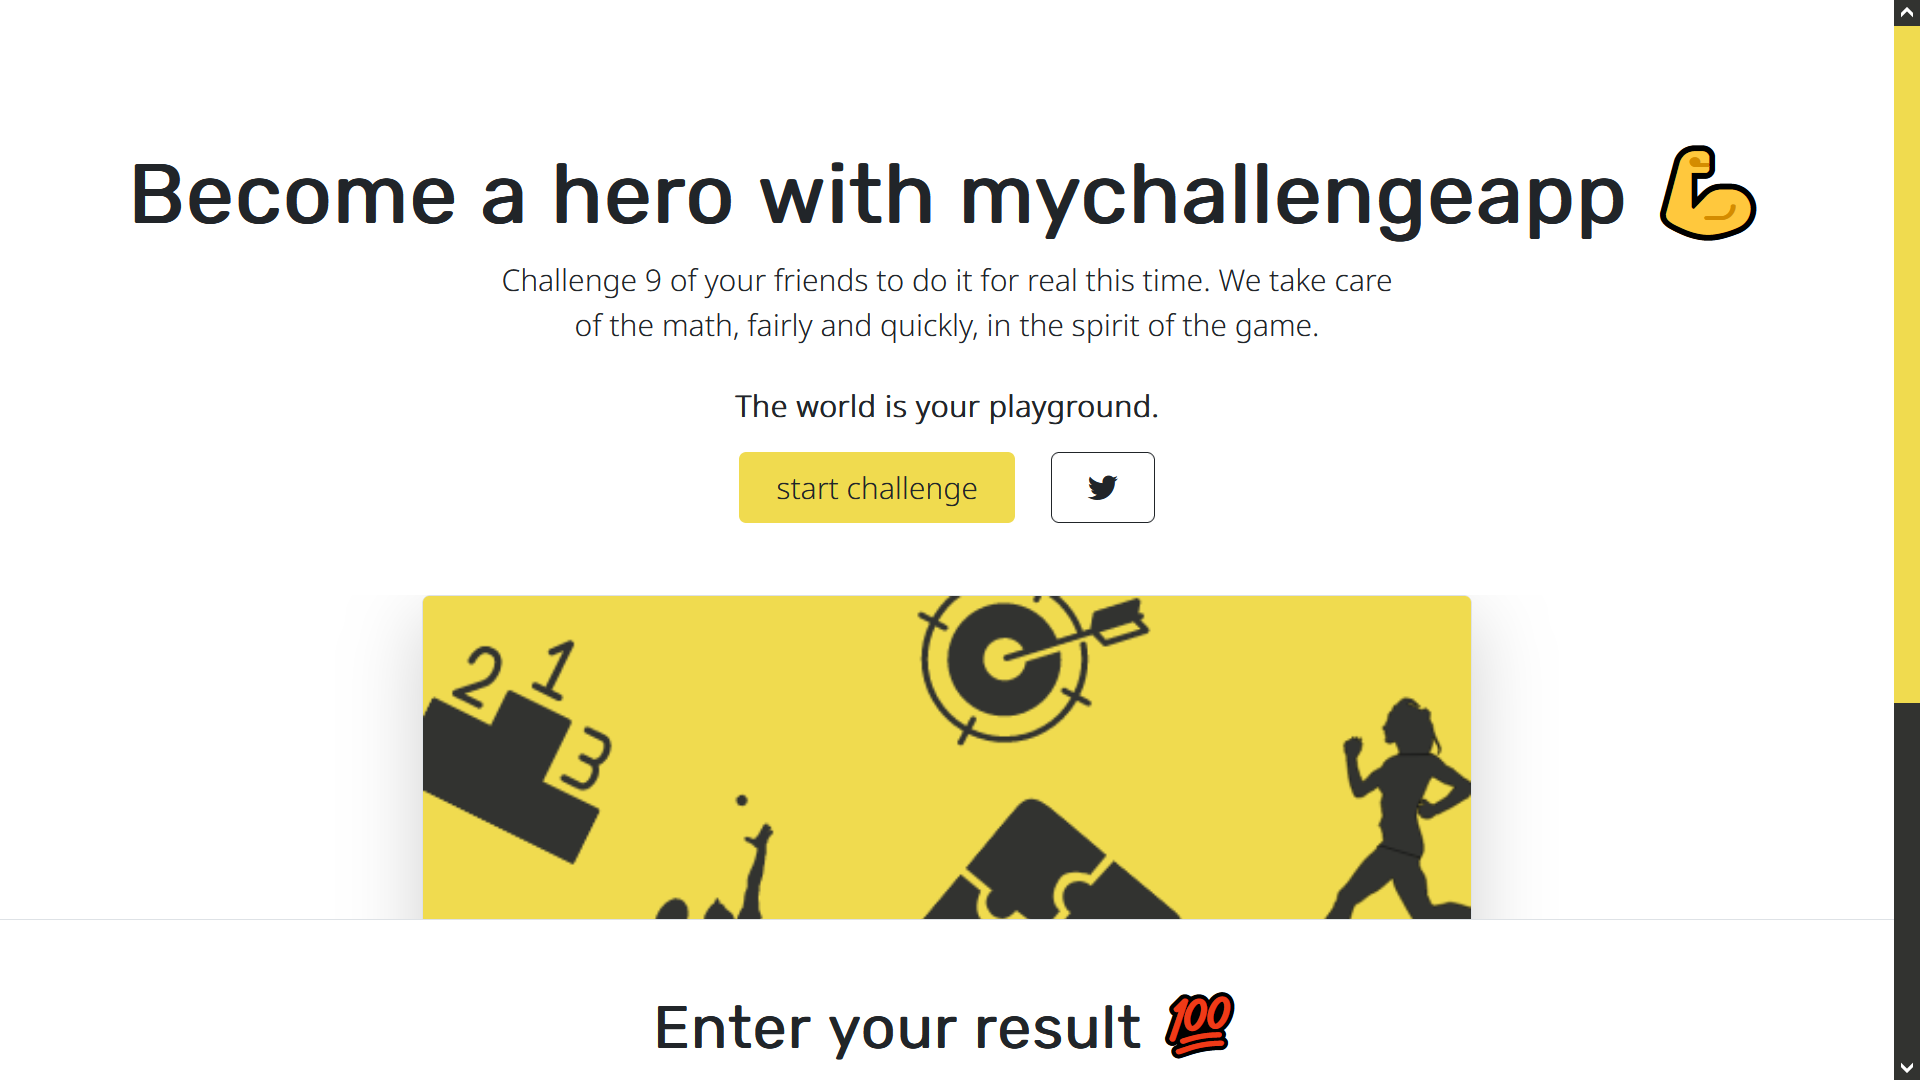 Become a hero with mychallengeapp 💪
Challenge 9 of your friends to do it for real this time. We take care
of the math, fairly and quickly, in the spirit of the game.
The world is your playground.
start challenge
2 1
3
Enter your result 💯